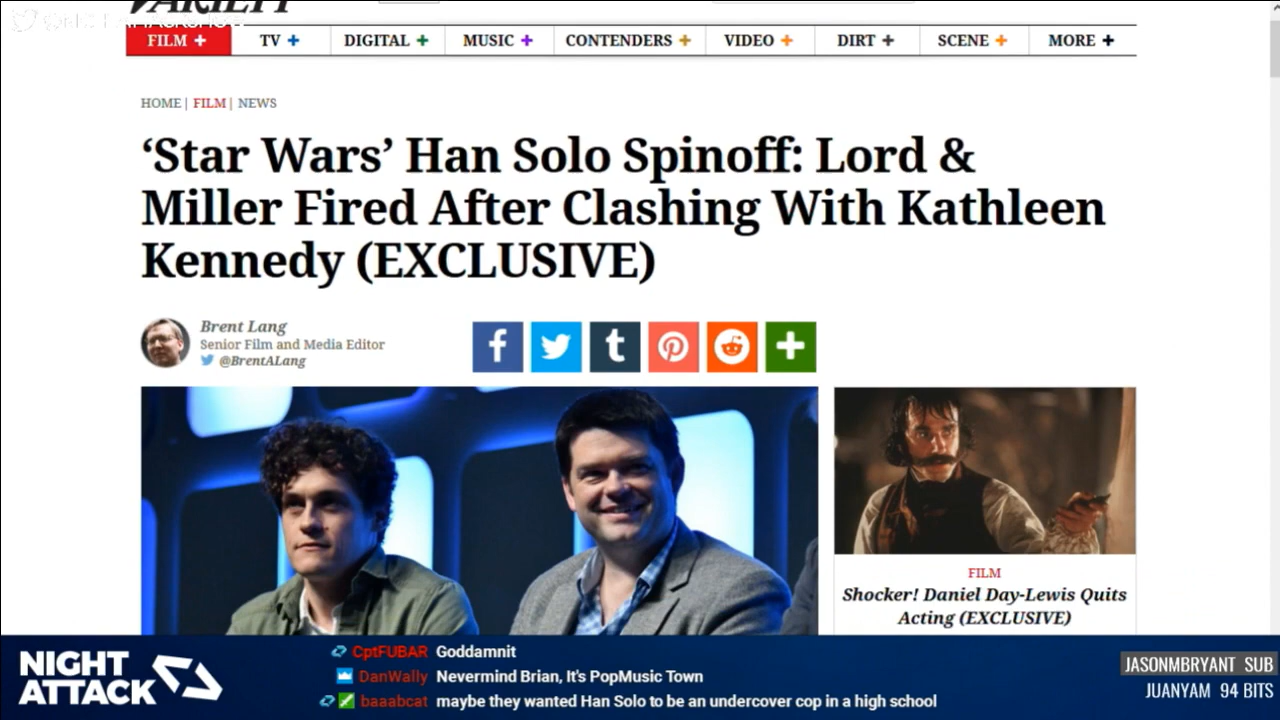 VARIETY
FILM + TV + DIGITAL + MUSIC + CONTENDERS + VIDEO + DIRT + SCENE + MORE +
HOME | FILM | NEWS
‘Star Wars’ Han Solo Spinoff: Lord &
Miller Fired After Clashing With Kathleen
Kennedy (EXCLUSIVE)
Brent Lang
Senior Film and Media Editor
@BrentALang
f t
FILM
Shocker! Daniel Day-Lewis Quits
Acting (EXCLUSIVE)
NIGHT
ATTACK
CptFUBAR Goddamnit
DanWally Nevermind Brian, It's PopMusic Town
baaabcat maybe they wanted Han Solo to be an undercover cop in a high school
JASONMBRYANT SUB
JUANYAM 94 BITS